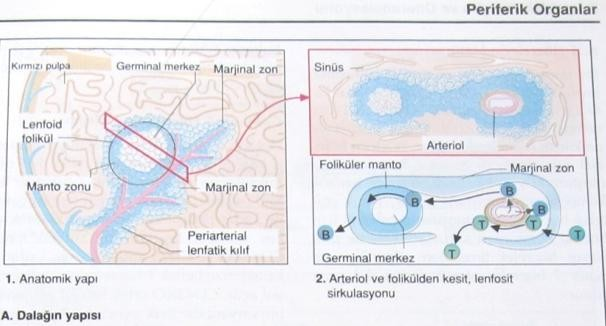 Periferik Organlar
Kırmızı pulpa
Germinal merkez
Marjinal zon
Lenfoid
folikül
Manto zonu
Marjinal zon
Periarterial
lenfatik kılıf
Sinüs
Arteriol
Foliküler manto
Marjinal zon
B
B
B
B
T
T
T
T
Germinal merkez
1. Anatomik yapı
2. Arteriol ve folikülden kesit, lenfosit
sirkulasyonu
A. Dalağın yapısı